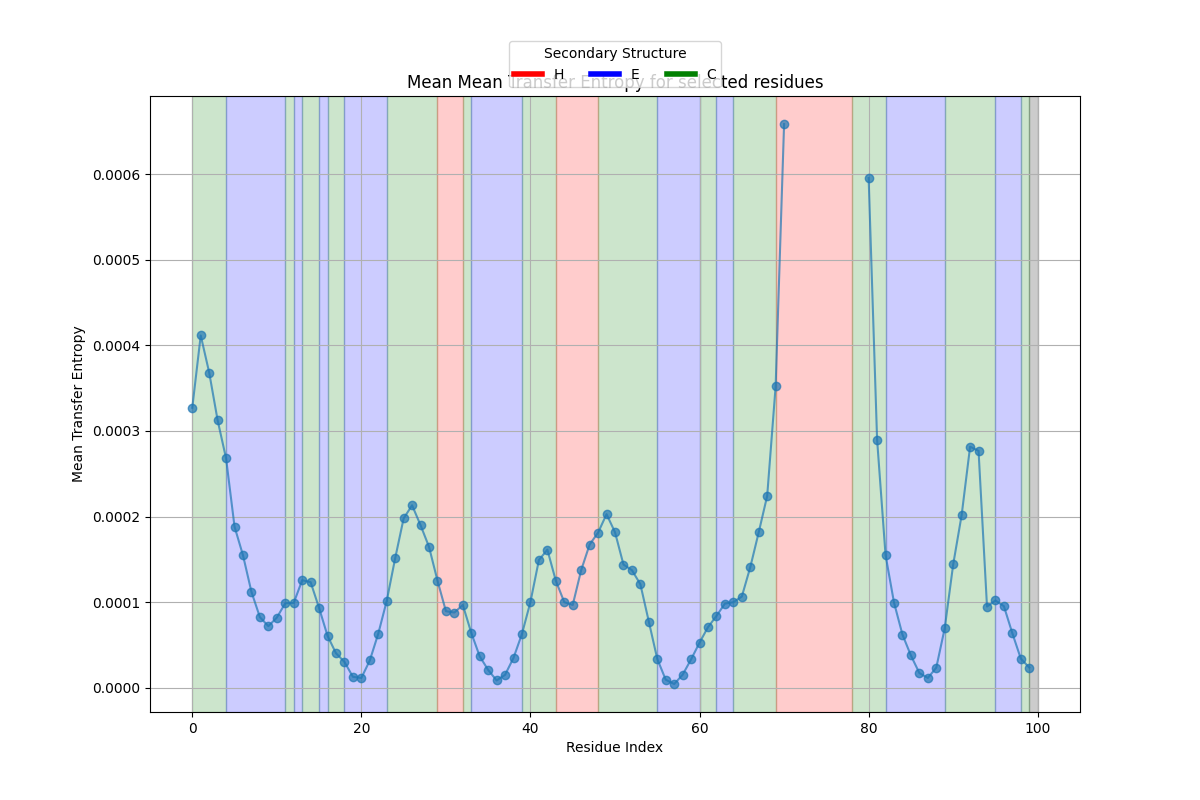 Secondary Structure
H E C
Mean Mean Transfer Entropy for selected residues
0.0006
0.0005
0.0004
0.0003
0.0002
0.0001
0.0000
Mean Transfer Entropy
0 20 40 60 80 100
Residue Index